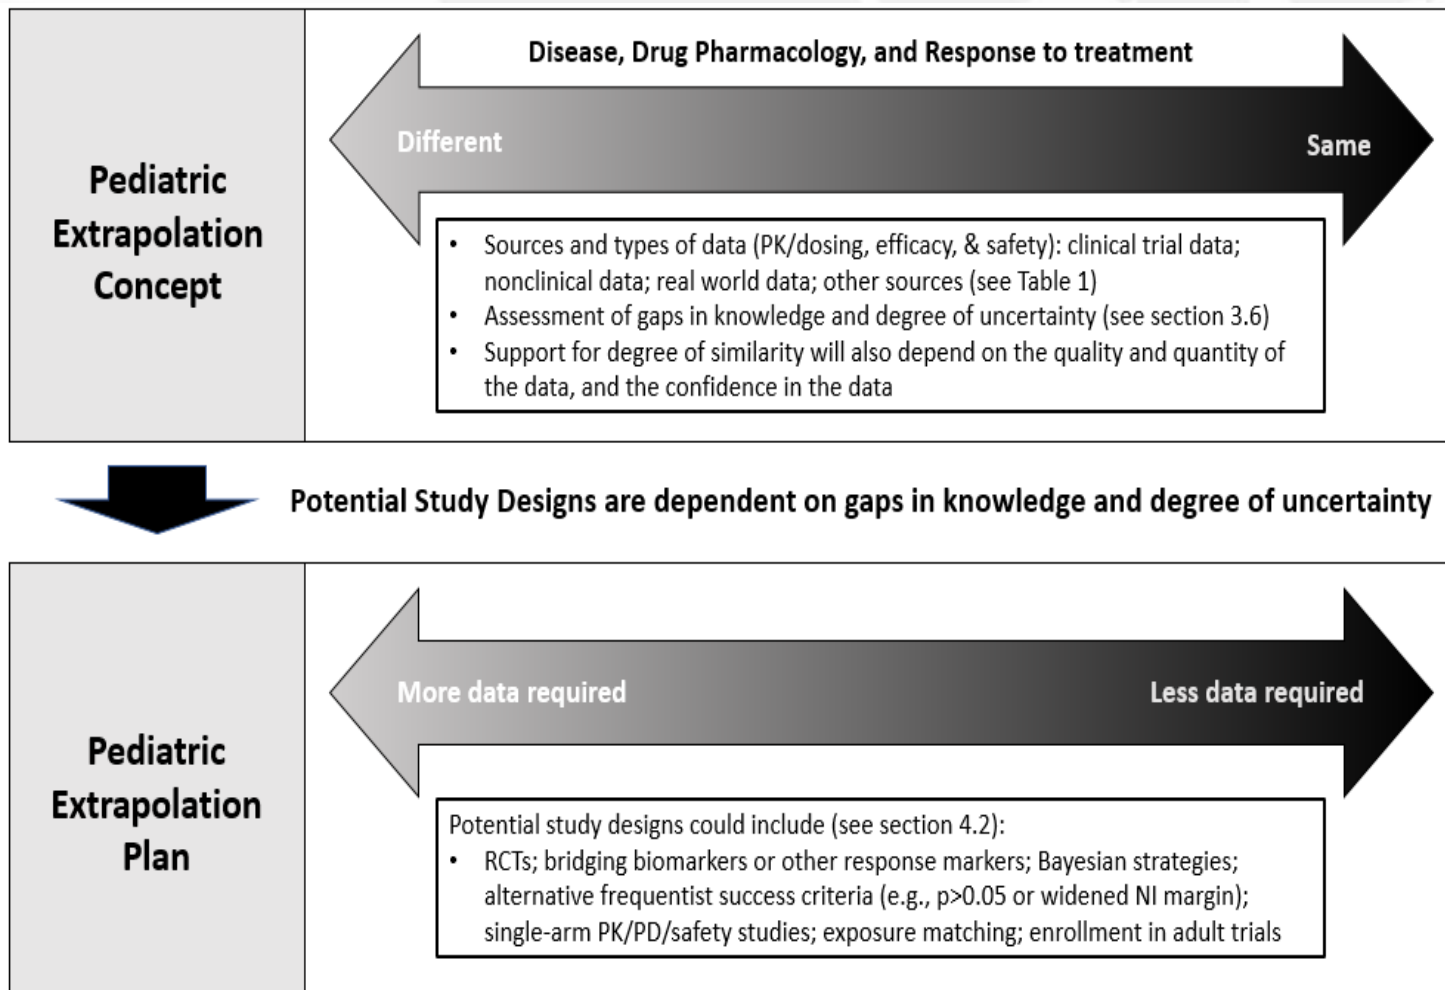 Disease, Drug Pharmacology, and Response to treatment
Different
Same
Pediatric
Extrapolation
Concept
• Sources and types of data (PK/dosing, efficacy, & safety): clinical trial data;
nonclinical data; real world data; other sources (see Table 1)
• Assessment of gaps in knowledge and degree of uncertainty (see section 3.6)
• Support for degree of similarity will also depend on the quality and quantity of
the data, and the confidence in the data
Potential Study Designs are dependent on gaps in knowledge and degree of uncertainty
More data required
Less data required
Pediatric
Extrapolation
Plan
Potential study designs could include (see section 4.2):
• RCTs; bridging biomarkers or other response markers; Bayesian strategies;
alternative frequentist success criteria (e.g., p>0.05 or widened NI margin);
single-arm PK/PD/safety studies; exposure matching; enrollment in adult trials